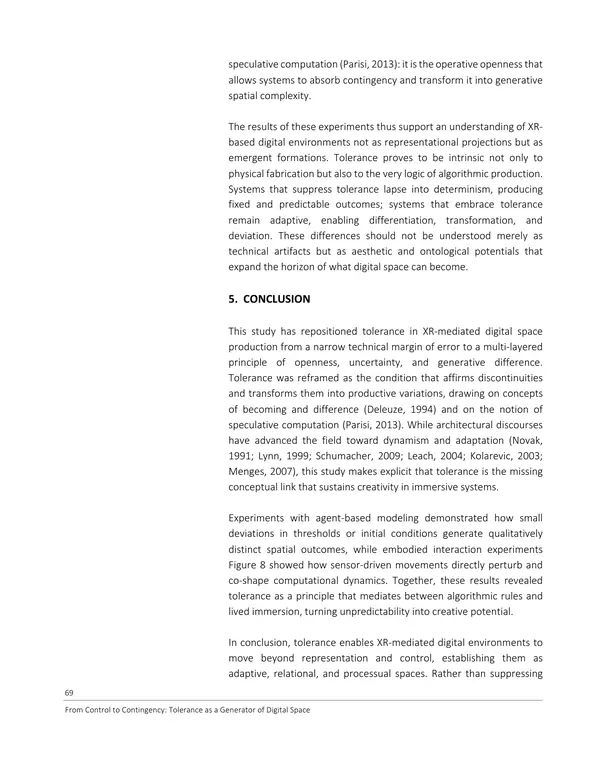 speculative computation (Parisi, 2013): it is the operative openness that
allows systems to absorb contingency and transform it into generative
spatial complexity.
The results of these experiments thus support an understanding of XR-
based digital environments not as representational projections but as
emergent formations. Tolerance proves to be intrinsic not only to
physical fabrication but also to the very logic of algorithmic production.
Systems that suppress tolerance lapse into determinism, producing
fixed and predictable outcomes; systems that embrace tolerance
remain adaptive, enabling differentiation, transformation, and
deviation. These differences should not be understood merely as
technical artifacts but as aesthetic and ontological potentials that
expand the horizon of what digital space can become.
5. CONCLUSION
This study has repositioned tolerance in XR-mediated digital space
production from a narrow technical margin of error to a multi-layered
principle of openness, uncertainty, and generative difference.
Tolerance was reframed as the condition that affirms discontinuities
and transforms them into productive variations, drawing on concepts
of becoming and difference (Deleuze, 1994) and on the notion of
speculative computation (Parisi, 2013). While architectural discourses
have advanced the field toward dynamism and adaptation (Novak,
1991; Lynn, 1999; Schumacher, 2009; Leach, 2004; Kolarevic, 2003;
Menges, 2007), this study makes explicit that tolerance is the missing
conceptual link that sustains creativity in immersive systems.
Experiments with agent-based modeling demonstrated how small
deviations in thresholds or initial conditions generate qualitatively
distinct spatial outcomes, while embodied interaction experiments
Figure 8 showed how sensor-driven movements directly perturb and
co-shape computational dynamics. Together, these results revealed
tolerance as a principle that mediates between algorithmic rules and
lived immersion, turning unpredictability into creative potential.
In conclusion, tolerance enables XR-mediated digital environments to
move beyond representation and control, establishing them as
adaptive, relational, and processual spaces. Rather than suppressing
69
From Control to Contingency: Tolerance as a Generator of Digital Space